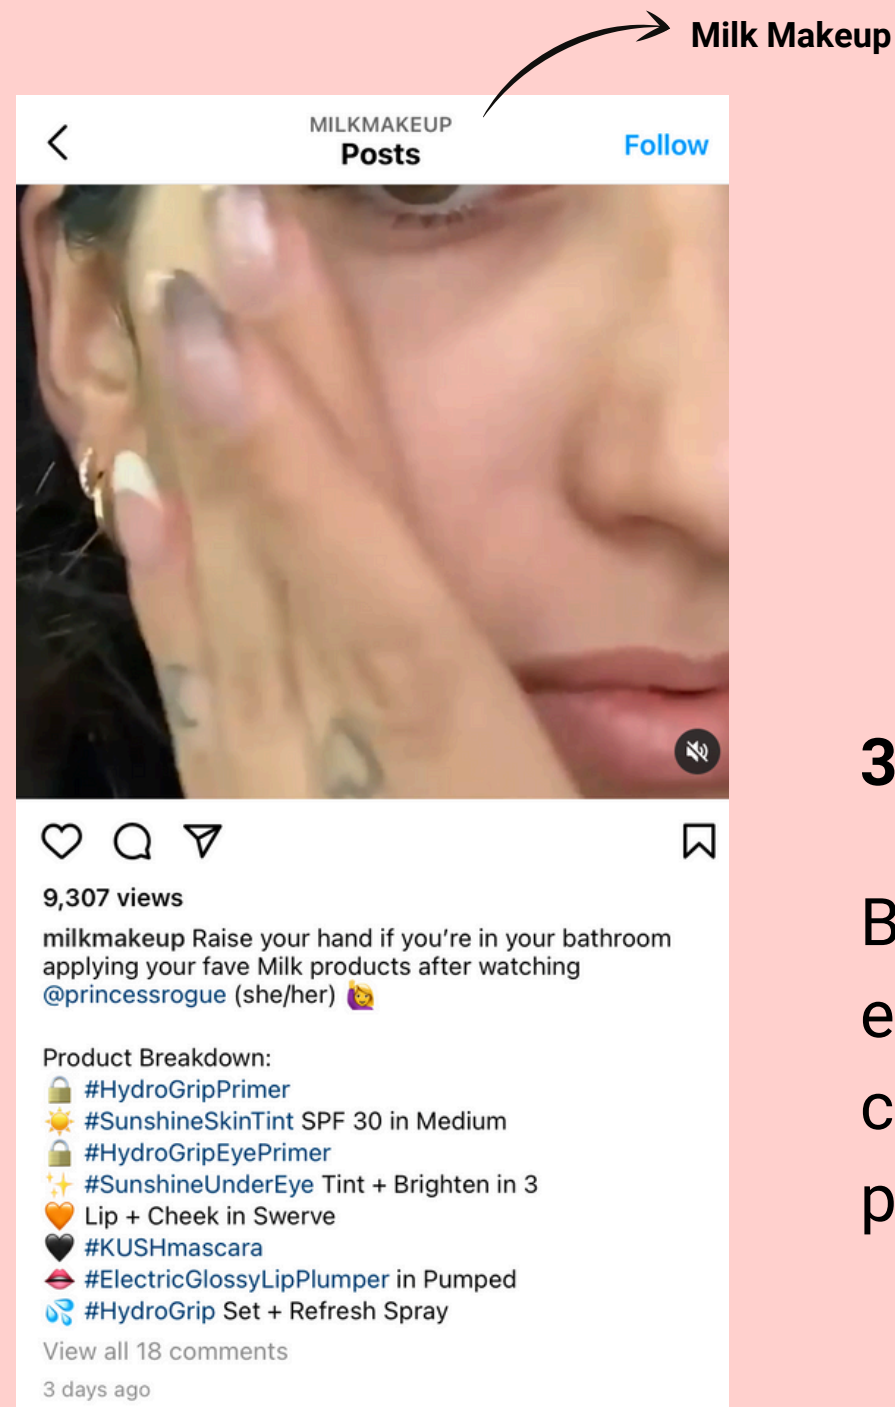 Milk Makeup
MILKMAKEUP
Posts
Follow
9,307 views
milkmakeup Raise your hand if you’re in your bathroom
applying your fave Milk products after watching
@princessrogue (she/her) 🙋‍♀️
Product Breakdown:
🔒 #HydroGripPrimer
☀️ #SunshineSkinTint SPF 30 in Medium
🔒 #HydroGripEyePrimer
✨ #SunshineUnderEye Tint + Brighten in 3
🧡 Lip + Cheek in Swerve
🖤 #KUSHmascara
👄 #ElectricGlossyLipPlumper in Pumped
💦 #HydroGrip Set + Refresh Spray
View all 18 comments
3 days ago
3